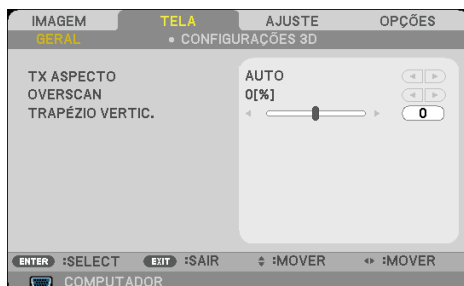 IMAGEM TELA AJUSTE OPÇÕES
GERAL • CONFIGURAÇÕES 3D
TX ASPECTO AUTO
OVERSCAN 0[%]
TRAPÉZIO VERTIC. 0
ENTER :SELECT EXIT :SAIR :MOVER :MOVER
COMPUTADOR